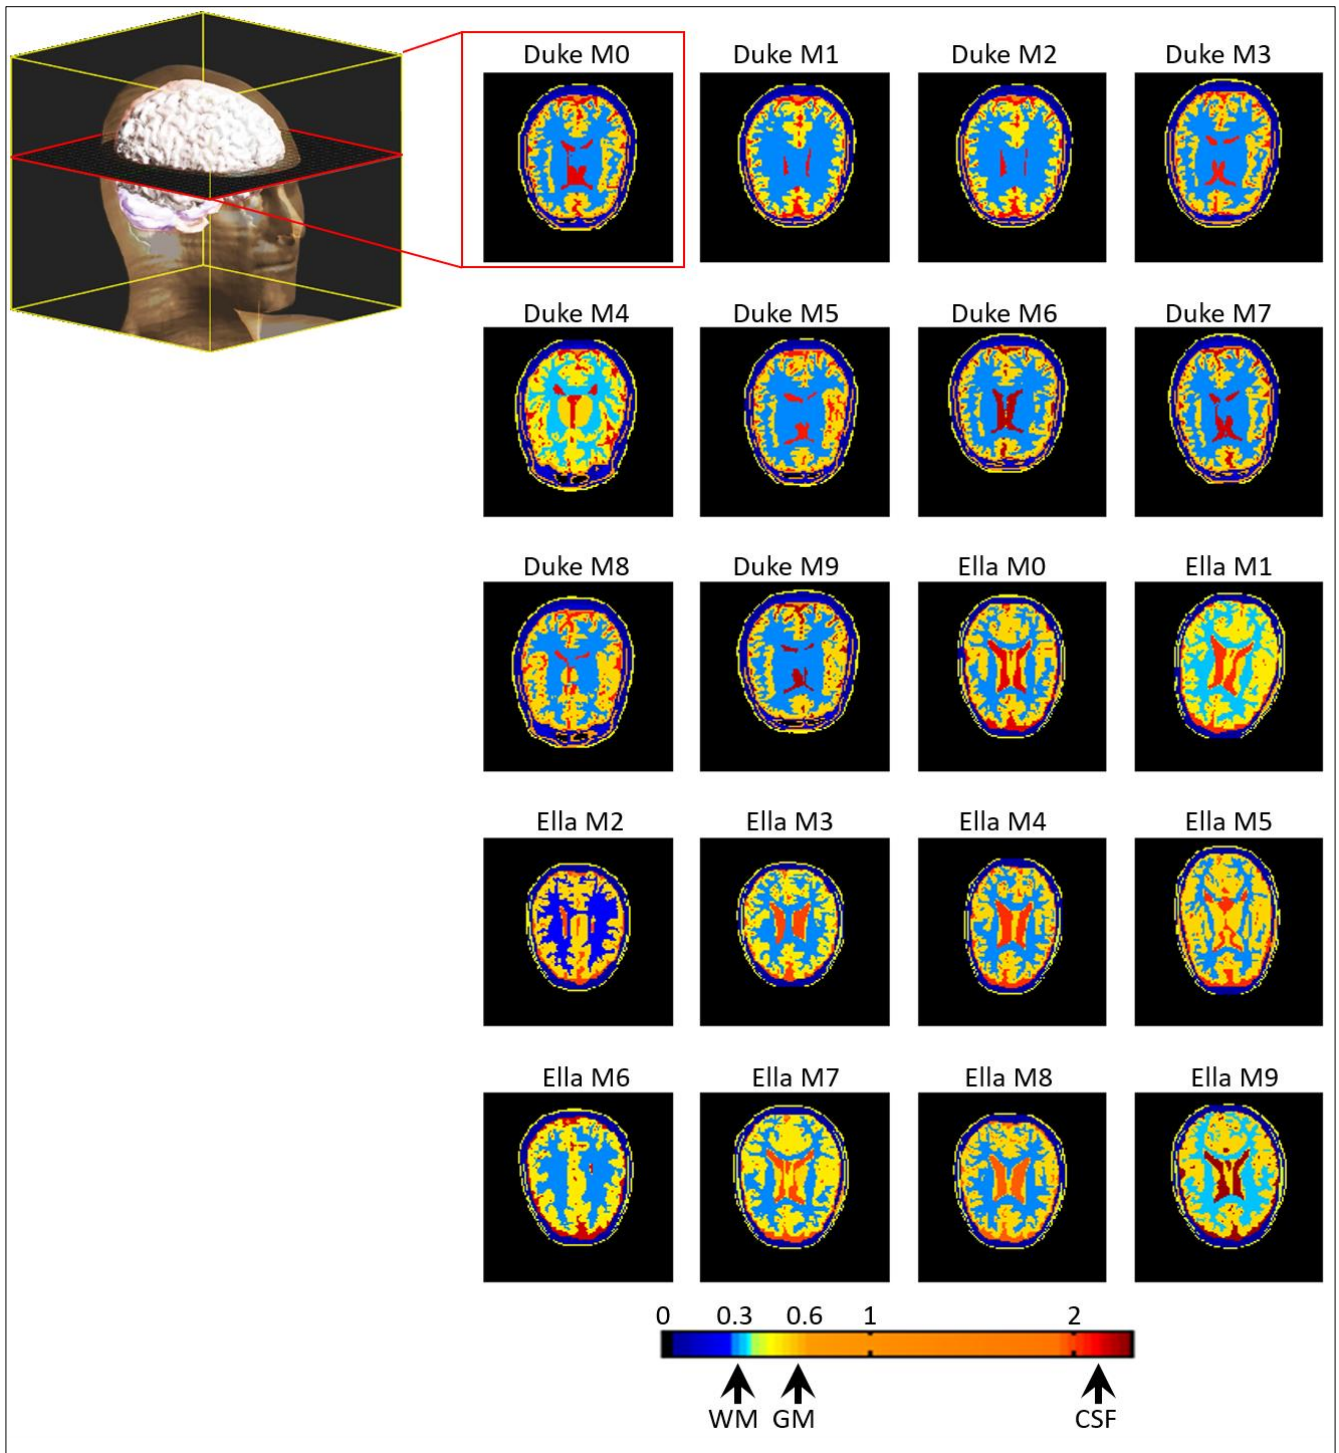 Duke M0 Duke M1 Duke M2 Duke M3
Duke M4 Duke M5 Duke M6 Duke M7
Duke M8 Duke M9 Ella M0 Ella M1
Ella M2 Ella M3 Ella M4 Ella M5
Ella M6 Ella M7 Ella M8 Ella M9
0 0.3 0.6 1 2
WM GM CSF